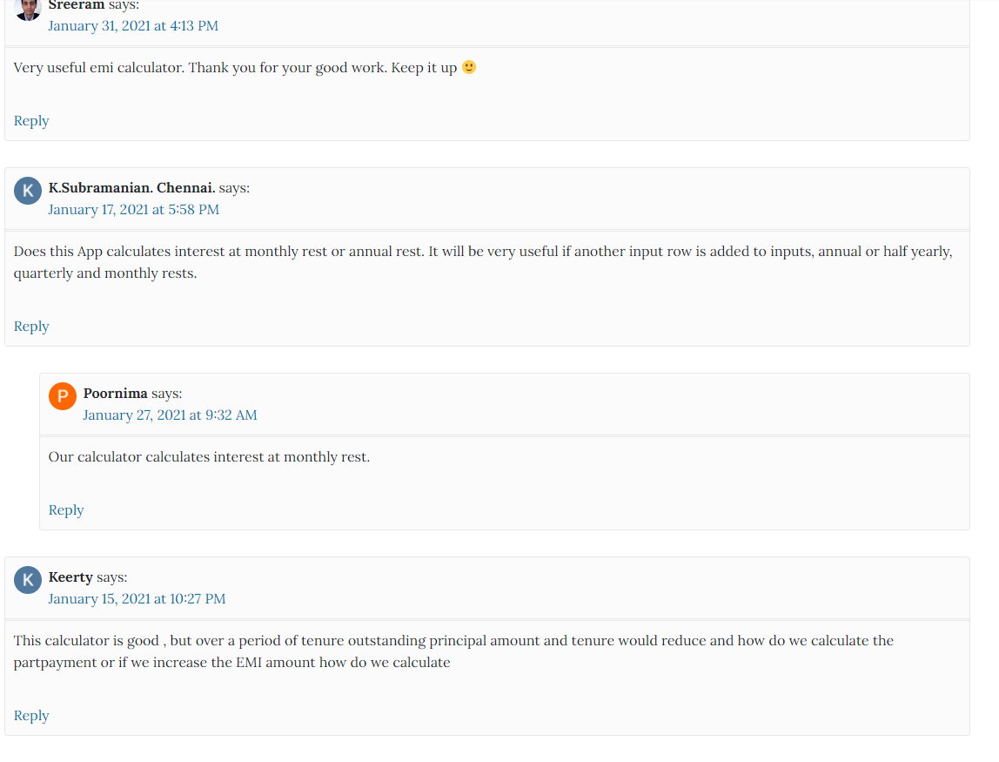 Sreeram says:
January 31, 2021 at 4:13 PM
Very useful emi calculator. Thank you for your good work. Keep it up 🙂
Reply
K
K.Subramanian. Chennai. says:
January 17, 2021 at 5:58 PM
Does this App calculates interest at monthly rest or annual rest. It will be very useful if another input row is added to inputs, annual or half yearly,
quarterly and monthly rests.
Reply
P
Poornima says:
January 27, 2021 at 9:32 AM
Our calculator calculates interest at monthly rest.
Reply
K
Keerty says:
January 15, 2021 at 10:27 PM
This calculator is good , but over a period of tenure outstanding principal amount and tenure would reduce and how do we calculate the
partpayment or if we increase the EMI amount how do we calculate
Reply